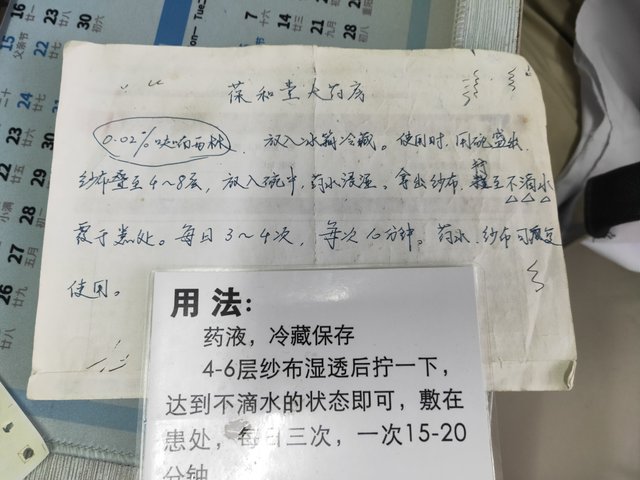 葆和堂大药房
0.02%呋喃西林 放入冰箱冷藏。使用时,用碗盛
纱布叠至4~8层,放入碗中,药水浸湿。拿出纱布,拧至不滴水
覆于患处。每日3~4次,每次 分钟。药水、纱布可反复
使用。
用法:
药液,冷藏保存
4-6层纱布湿透后拧一下,
达到不滴水的状态即可,敷在
患处,每日三次,一次15-20
分钟